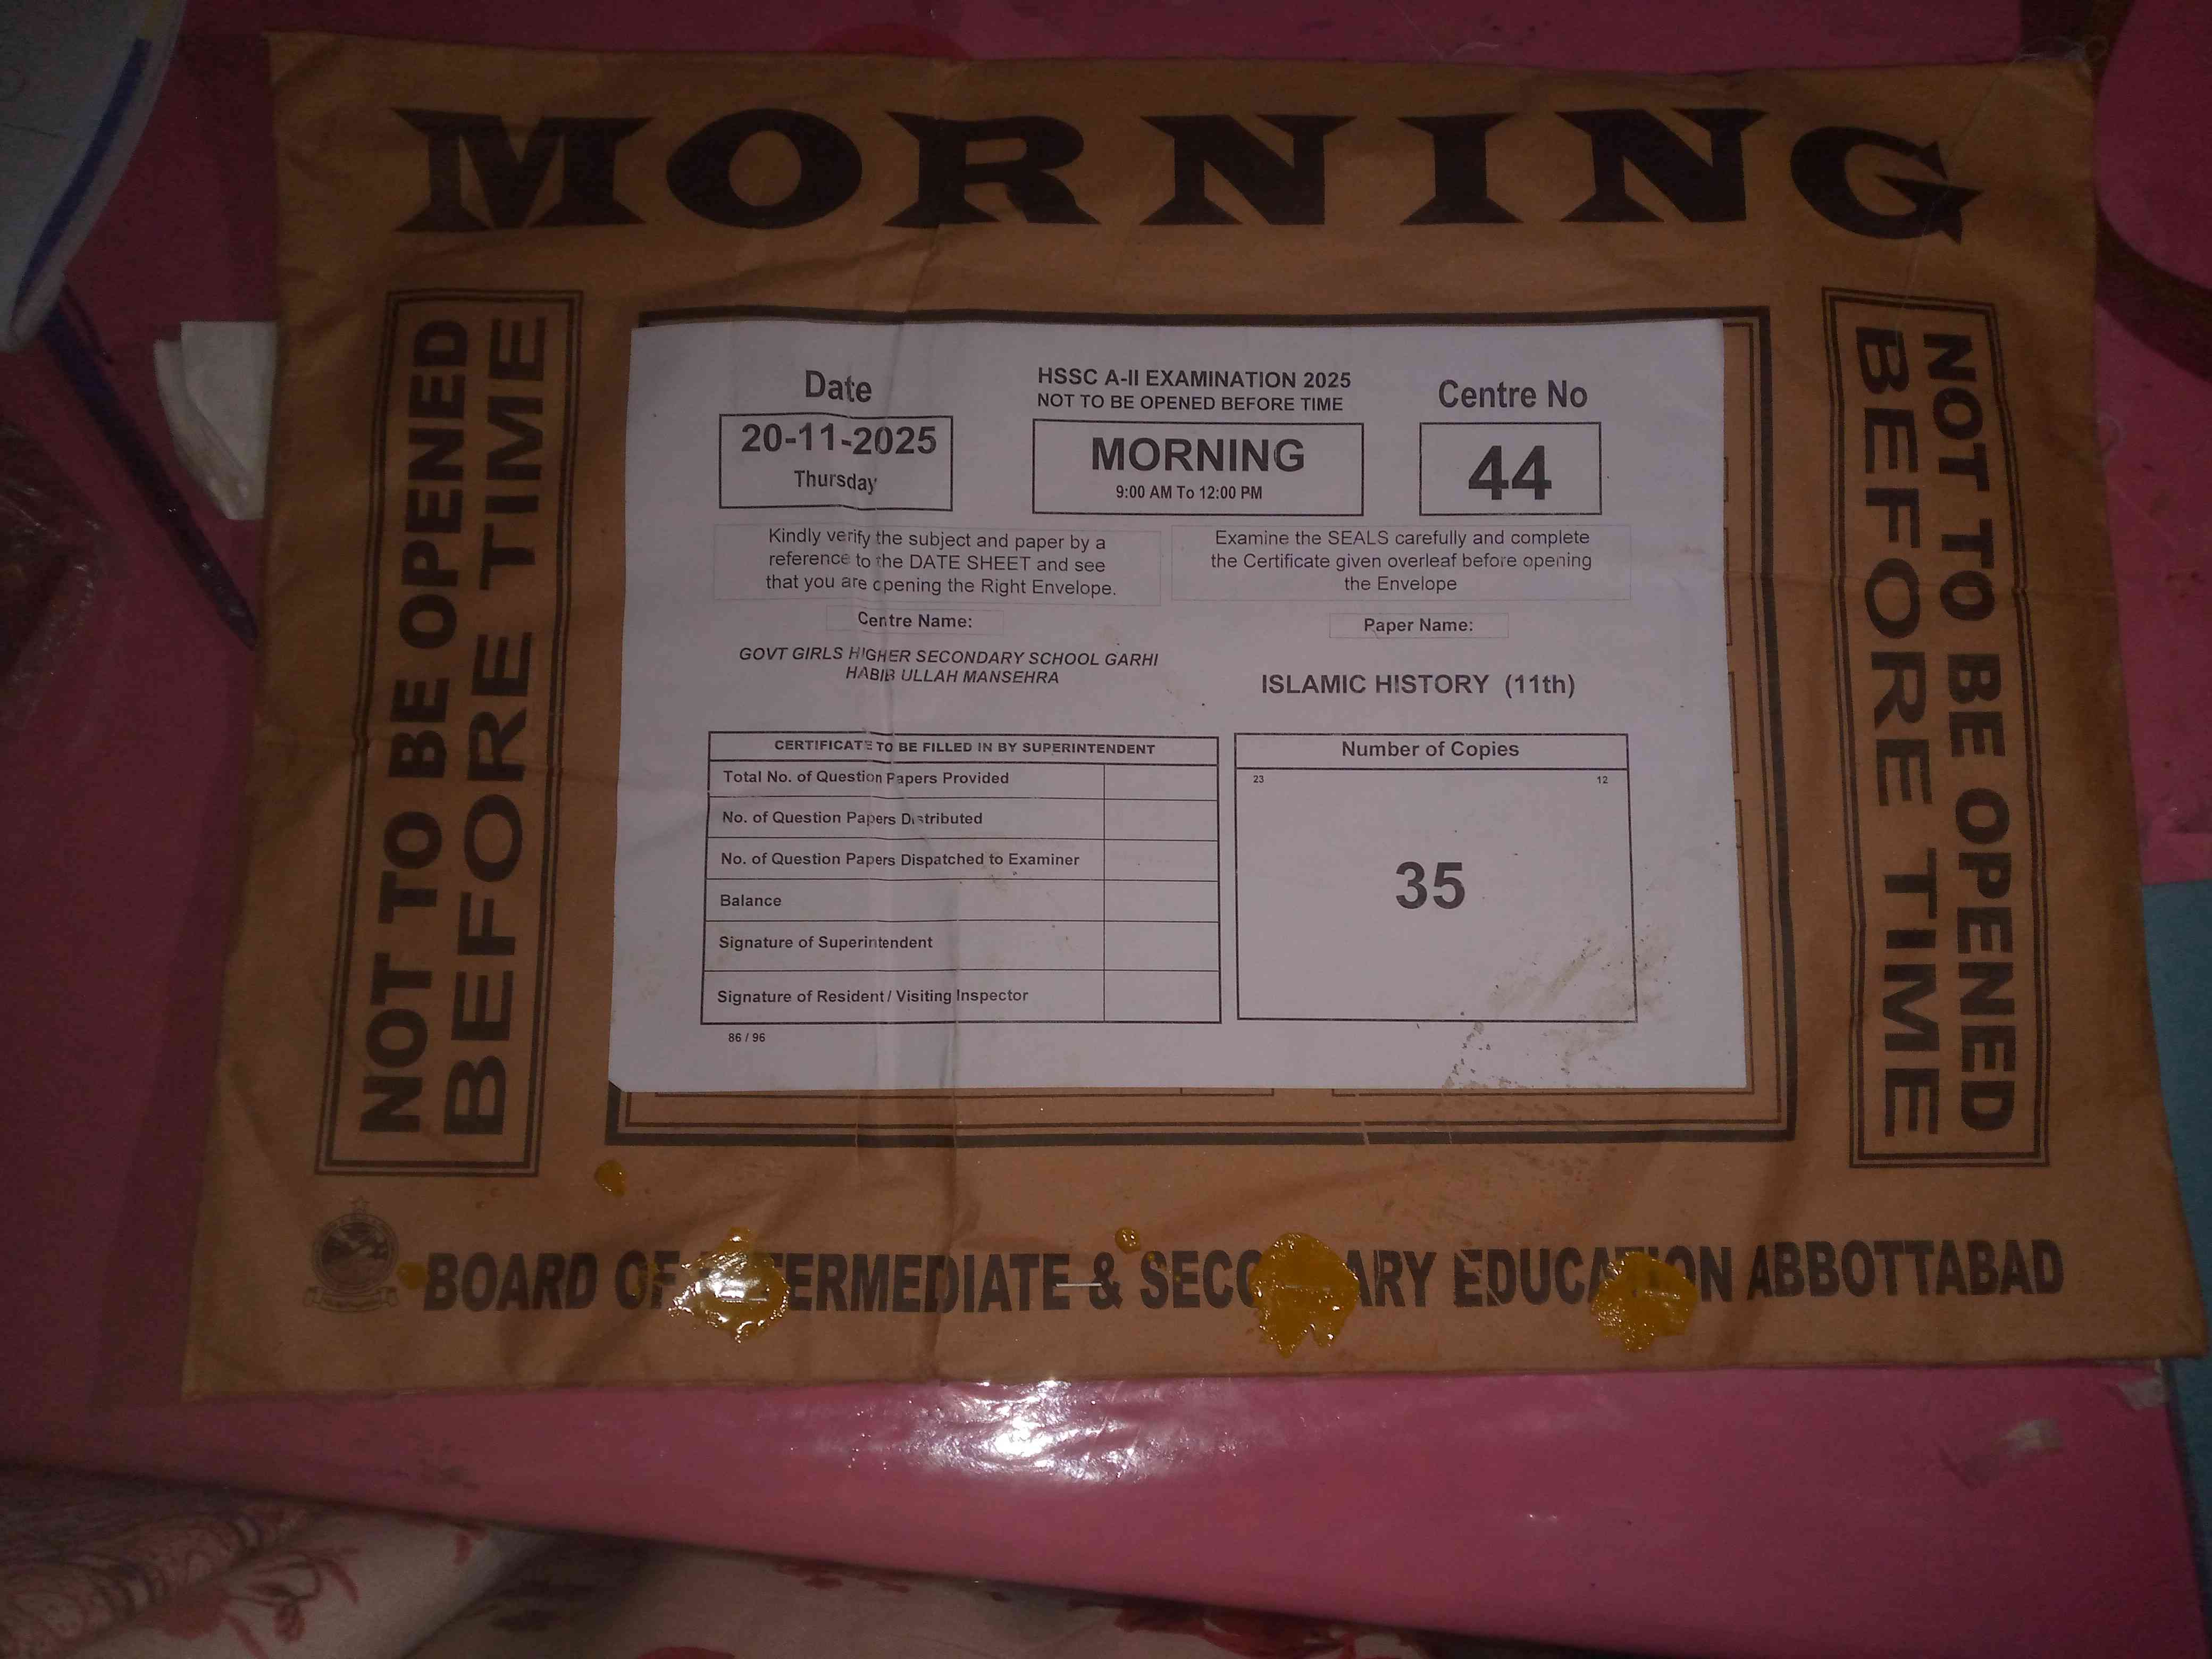 MORNING
NOT TO BE OPENED
BEFORE TIME
Date
20-11-2025
Thursday
HSSC A-II EXAMINATION 2025
NOT TO BE OPENED BEFORE TIME
MORNING
9:00 AM To 12:00 PM
Centre No
44
Kindly verify the subject and paper by a
reference to the DATE SHEET and see
that you are opening the Right Envelope.
Examine the SEALS carefully and complete
the Certificate given overleaf before opening
the Envelope
Centre Name:
GOVT GIRLS HIGHER SECONDARY SCHOOL GARHI
HABIB ULLAH MANSEHRA
Paper Name:
ISLAMIC HISTORY (11th)
CERTIFICATE TO BE FILLED IN BY SUPERINTENDENT
Total No. of Question Papers Provided
No. of Question Papers Distributed
No. of Question Papers Dispatched to Examiner
Balance
Signature of Superintendent
Signature of Resident / Visiting Inspector
86 / 96
Number of Copies
23 12
35
NOT TO BE OPENED
BEFORE TIME
BOARD OF INTERMEDIATE & SECONDARY EDUCATION ABBOTTABAD